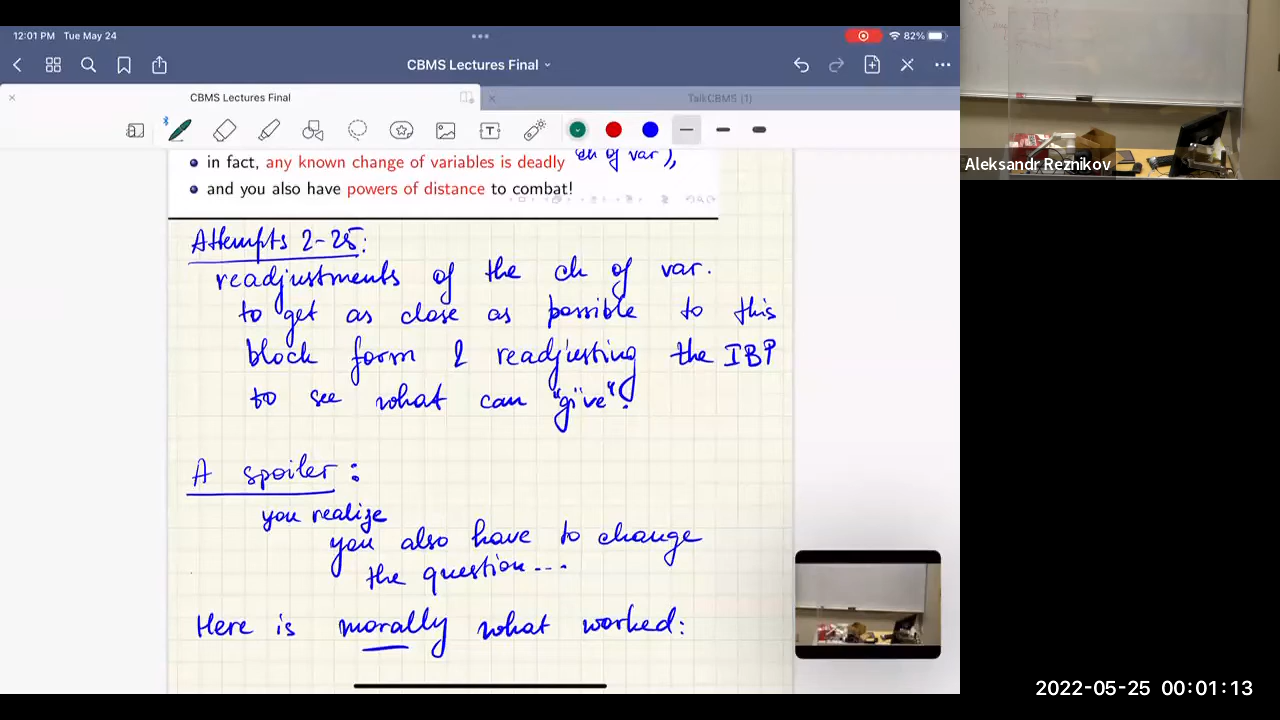 12:01 PM Tue May 24
82%
CBMS Lectures Final
CBMS Lectures Final
TalkCBMS (1)
in fact, any known change of variables is deadly ch of var),
and you also have powers of distance to combat!
Attempts 2-25:
readjustments of the ch of var.
to get as close as possible to this
block form & readjusting the IBP
to see what can "give".
A spoiler:
you realize
you also have to change
the question...
Here is morally what worked:
Aleksandr Reznikov
2022-05-25 00:01:13